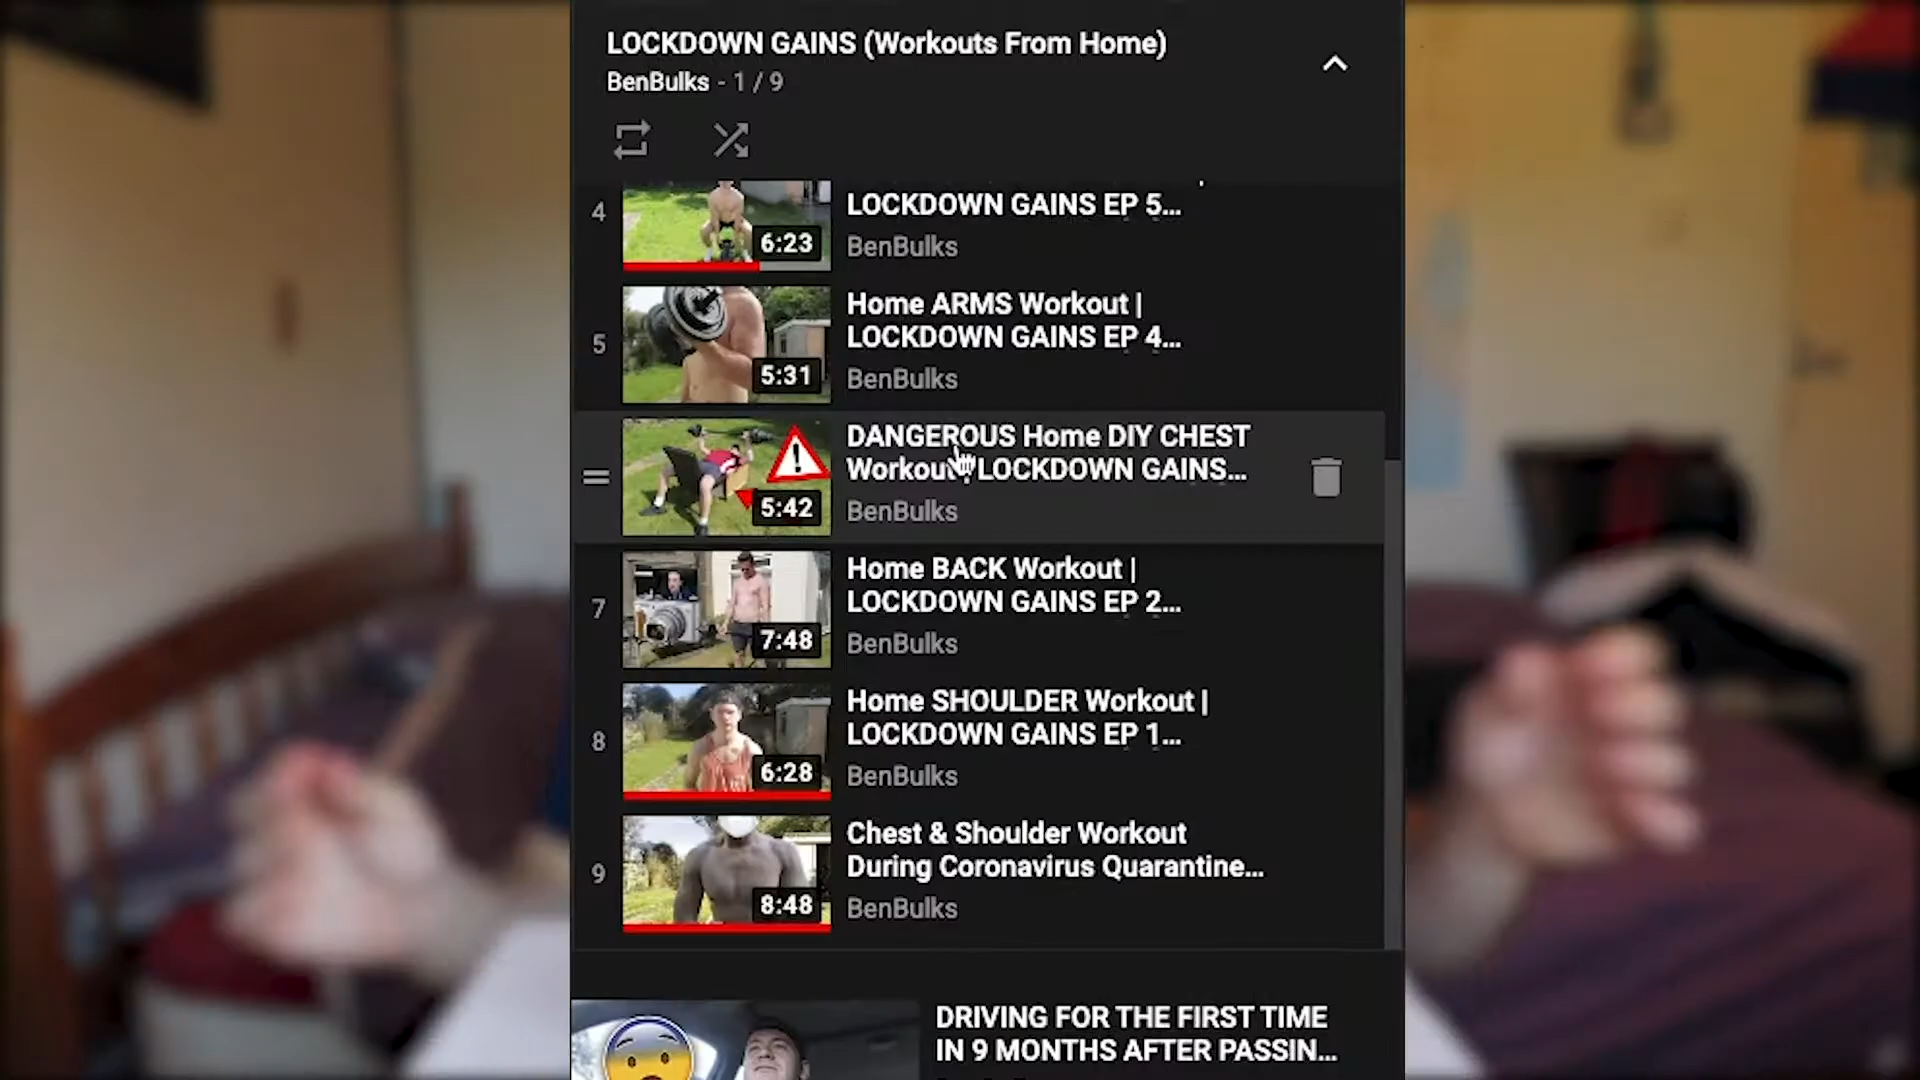 LOCKDOWN GAINS (Workouts From Home)
BenBulks - 1 / 9
4
6:23
LOCKDOWN GAINS EP 5...
BenBulks
5
5:31
Home ARMS Workout |
LOCKDOWN GAINS EP 4...
BenBulks
5:42
DANGEROUS Home DIY CHEST
Workout | LOCKDOWN GAINS...
BenBulks
7
7:48
Home BACK Workout |
LOCKDOWN GAINS EP 2...
BenBulks
8
6:28
Home SHOULDER Workout |
LOCKDOWN GAINS EP 1...
BenBulks
9
8:48
Chest & Shoulder Workout
During Coronavirus Quarantine...
BenBulks
DRIVING FOR THE FIRST TIME
IN 9 MONTHS AFTER PASSIN...